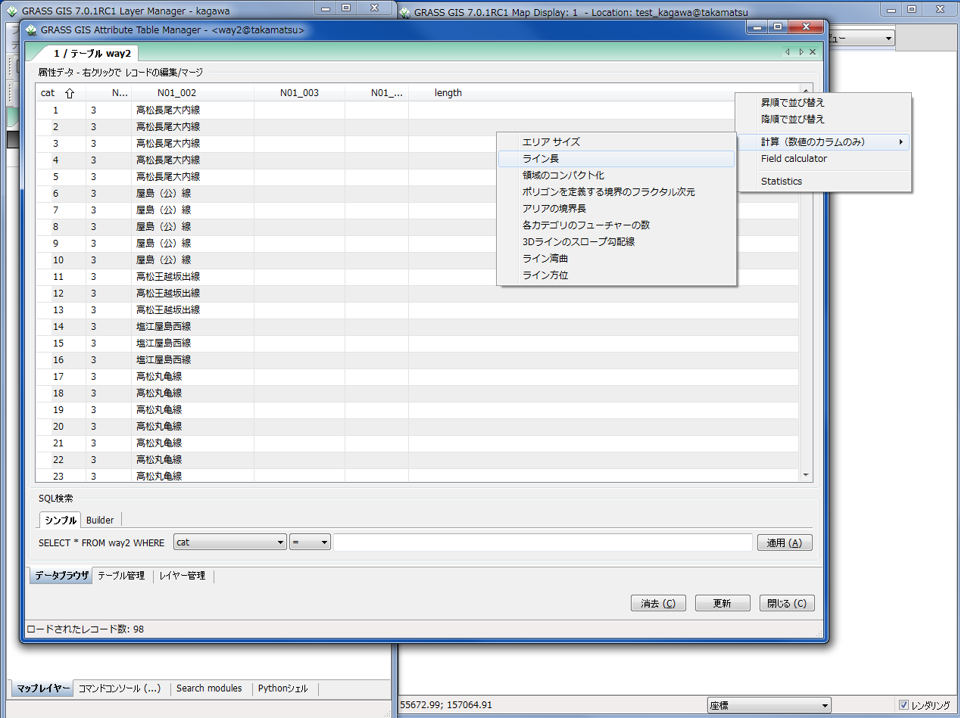 GRASS GIS 7.0.1RC1 Layer Manager - kagawa
GRASS GIS 7.0.1RC1 Map Display: 1 - Location: test_kagawa@takamatsu
GRASS GIS Attribute Table Manager - <way2@takamatsu>
ュー
1 / テーブル way2
属性データ - 右クリックで レコードの編集/マージ
cat N... N01_002 N01_003 N01_... length
1 3 高松長尾大内線
2 3 高松長尾大内線
3 3 高松長尾大内線
4 3 高松長尾大内線
5 3 高松長尾大内線
6 3 屋島（公）線
7 3 屋島（公）線
8 3 屋島（公）線
9 3 屋島（公）線
10 3 屋島（公）線
11 3 高松王越坂出線
12 3 高松王越坂出線
13 3 高松王越坂出線
14 3 塩江屋島西線
15 3 塩江屋島西線
16 3 塩江屋島西線
17 3 高松丸亀線
18 3 高松丸亀線
19 3 高松丸亀線
20 3 高松丸亀線
21 3 高松丸亀線
22 3 高松丸亀線
23 3 高松丸亀線
昇順で並び替え
降順で並び替え
計算（数値のカラムのみ）
Field calculator
Statistics
エリア サイズ
ライン長
領域のコンパクト化
ポリゴンを定義する境界のフラクタル次元
アリアの境界長
各カテゴリのフューチャーの数
3Dラインのスロープ勾配線
ライン湾曲
ライン方位
SQL検索
シンプル Builder
SELECT * FROM way2 WHERE cat = 適用 (A)
データブラウザ テーブル管理 レイヤー管理
消去 (C) 更新 閉じる (C)
ロードされたレコード数: 98
マップレイヤー コマンドコンソール (...) Search modules Pythonシェル
55672.99; 157064.91 座標 レンダリング